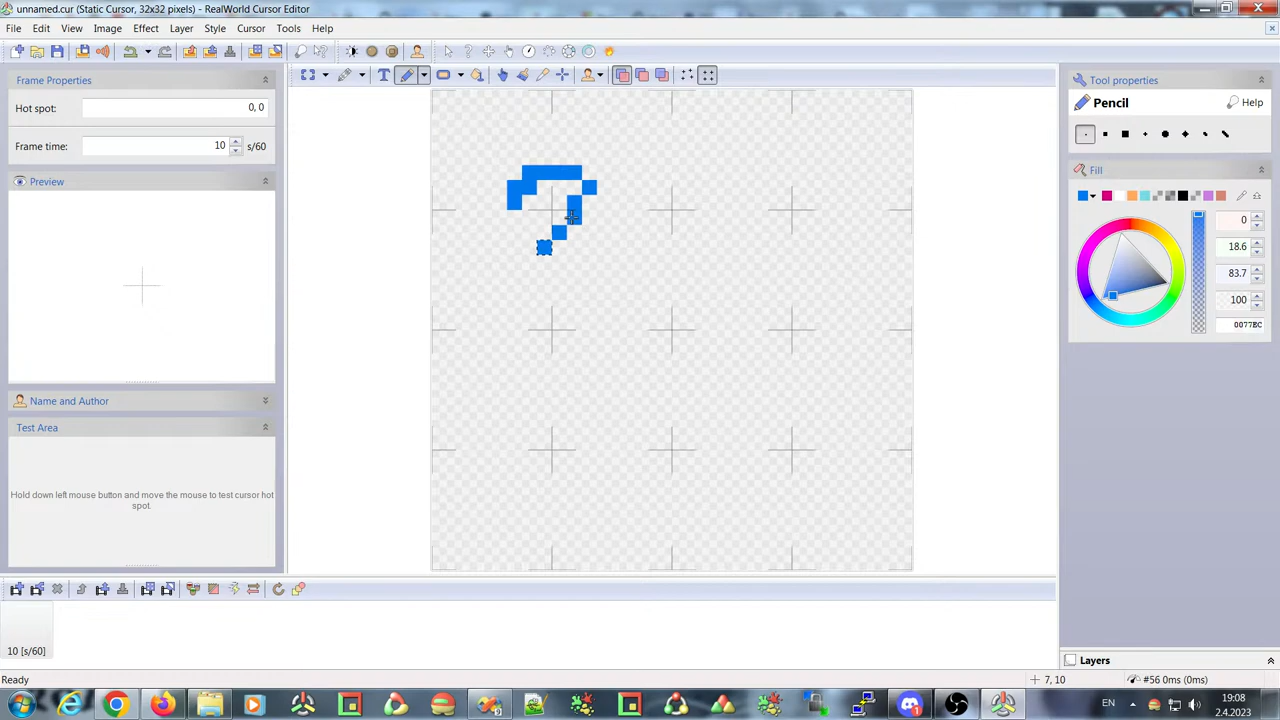 unnamed.cur (Static Cursor, 32x32 pixels) - RealWorld Cursor Editor
File Edit View Image Effect Layer Style Cursor Tools Help
Frame Properties
Hot spot: 0, 0
Frame time: 10 s/60
Preview
Name and Author
Test Area
Hold down left mouse button and move the mouse to test cursor hot
spot.
Tool properties
Pencil Help
Fill
0
18.6
83.7
100
0077EC
10 [s/60]
Layers
Ready 7, 10 #56 0ms (0ms)
EN 19:08
2.4.2023